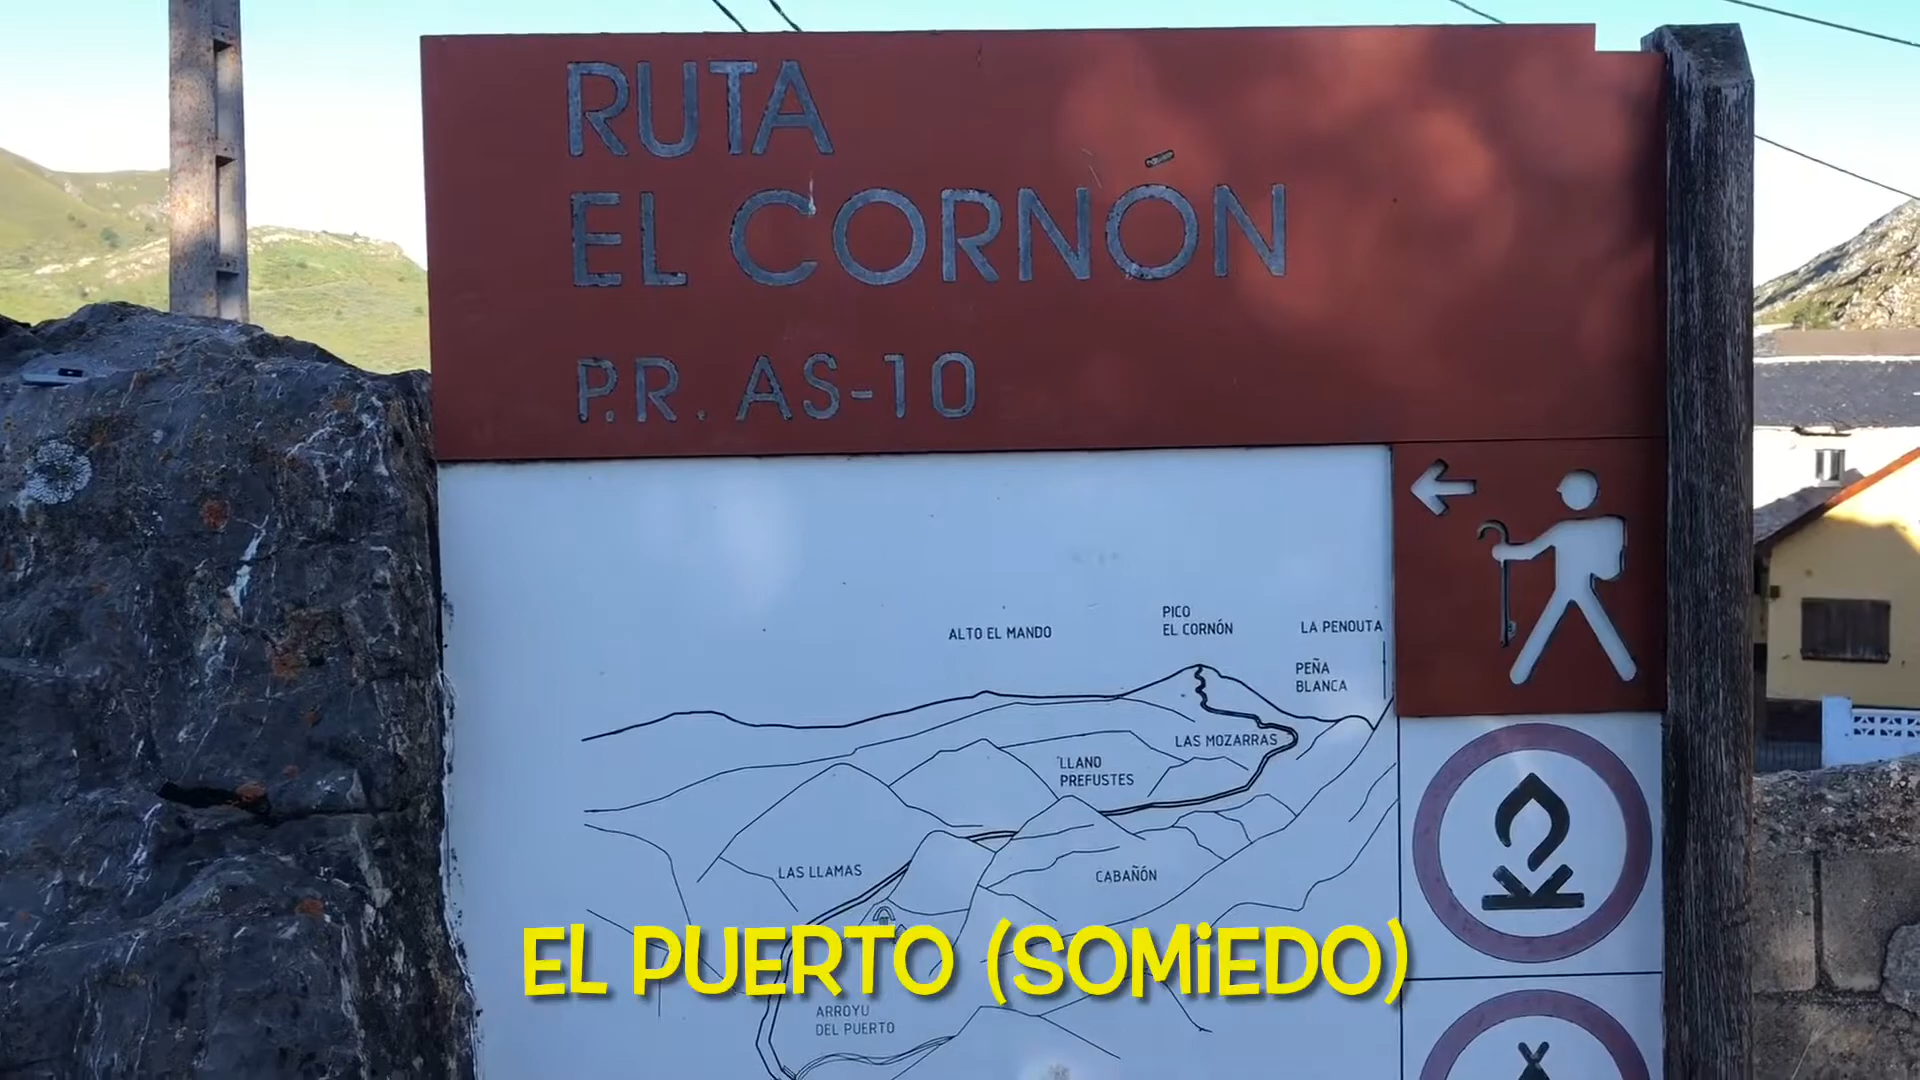 RUTA
EL CORNÓN
P.R. AS-10
PICO
EL CORNÓN
ALTO EL MANDO
LA PENOUTA
PEÑA
BLANCA
LAS MOZARRAS
LLANO
PREFUSTES
LAS LLAMAS
CABAÑÓN
EL PUERTO (SOMiEDO)
ARROYU
DEL PUERTO